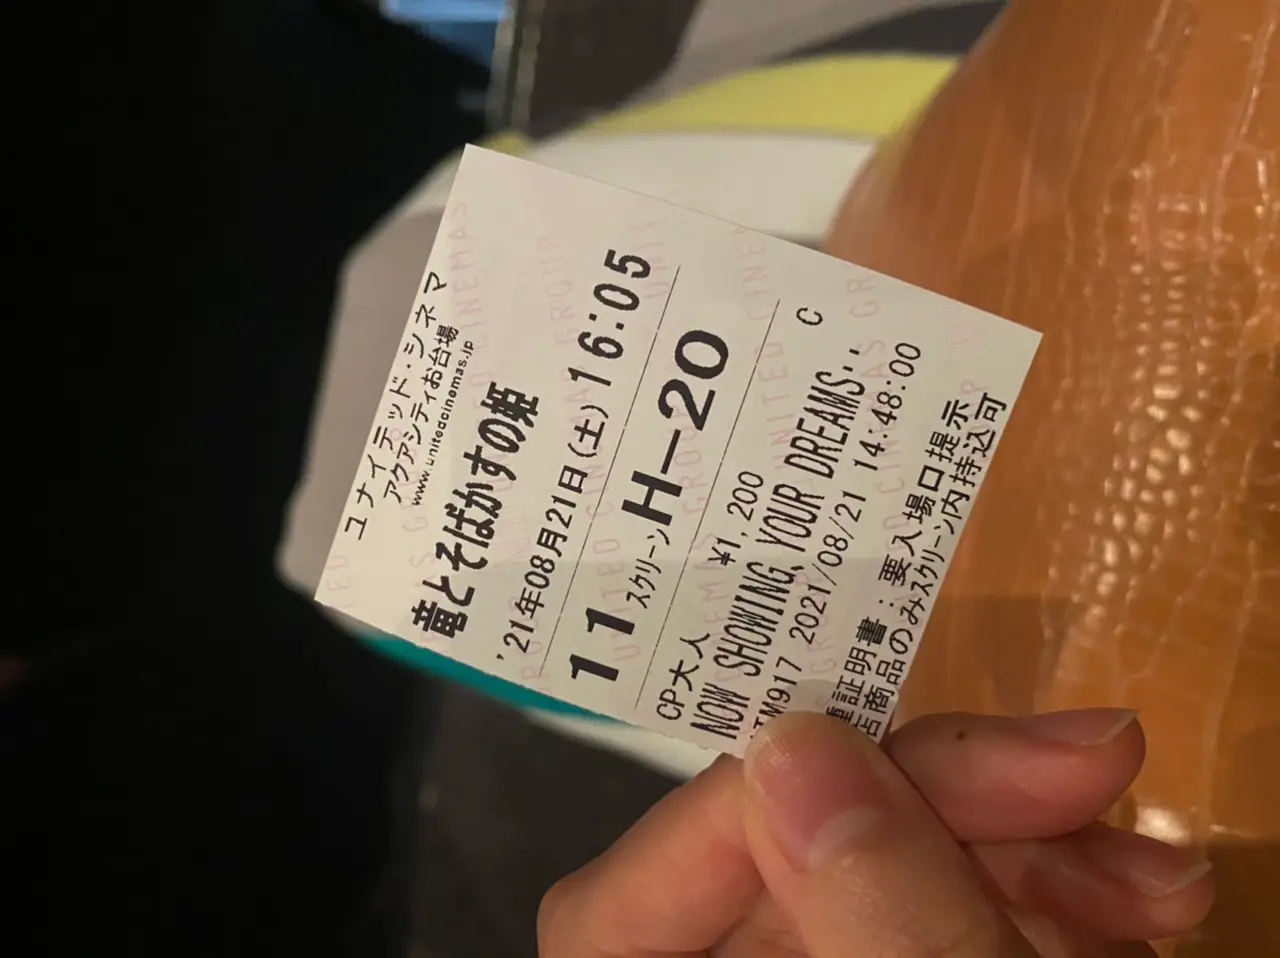 ユナイテッド・シネマ
アクアシティお台場
www.unitedcinemas.jp
竜とそばかすの姫
'21年08月21日(土)16:05
11 スクリーン H-20
CP大人 ¥1,200 C
NOW SHOWING, YOUR DREAMS..
TM917 2021/08/21 14:48:00
証明書:要入場口提示
店商品のみスクリーン内持込可
UNITED CINEMAS GROUP